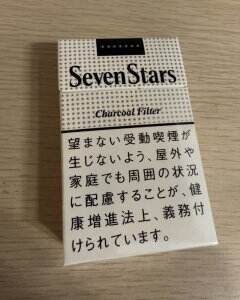 SevenStars
Charcoal Filter
望まない受動喫煙が
生じないよう、屋外や
家庭でも周囲の状況
に配慮することが、健
康増進法上、義務付
けられています。